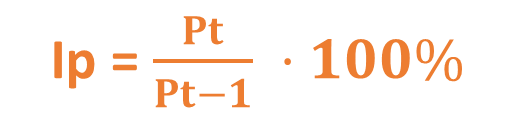 Ip = Pt / Pt−1 · 100%